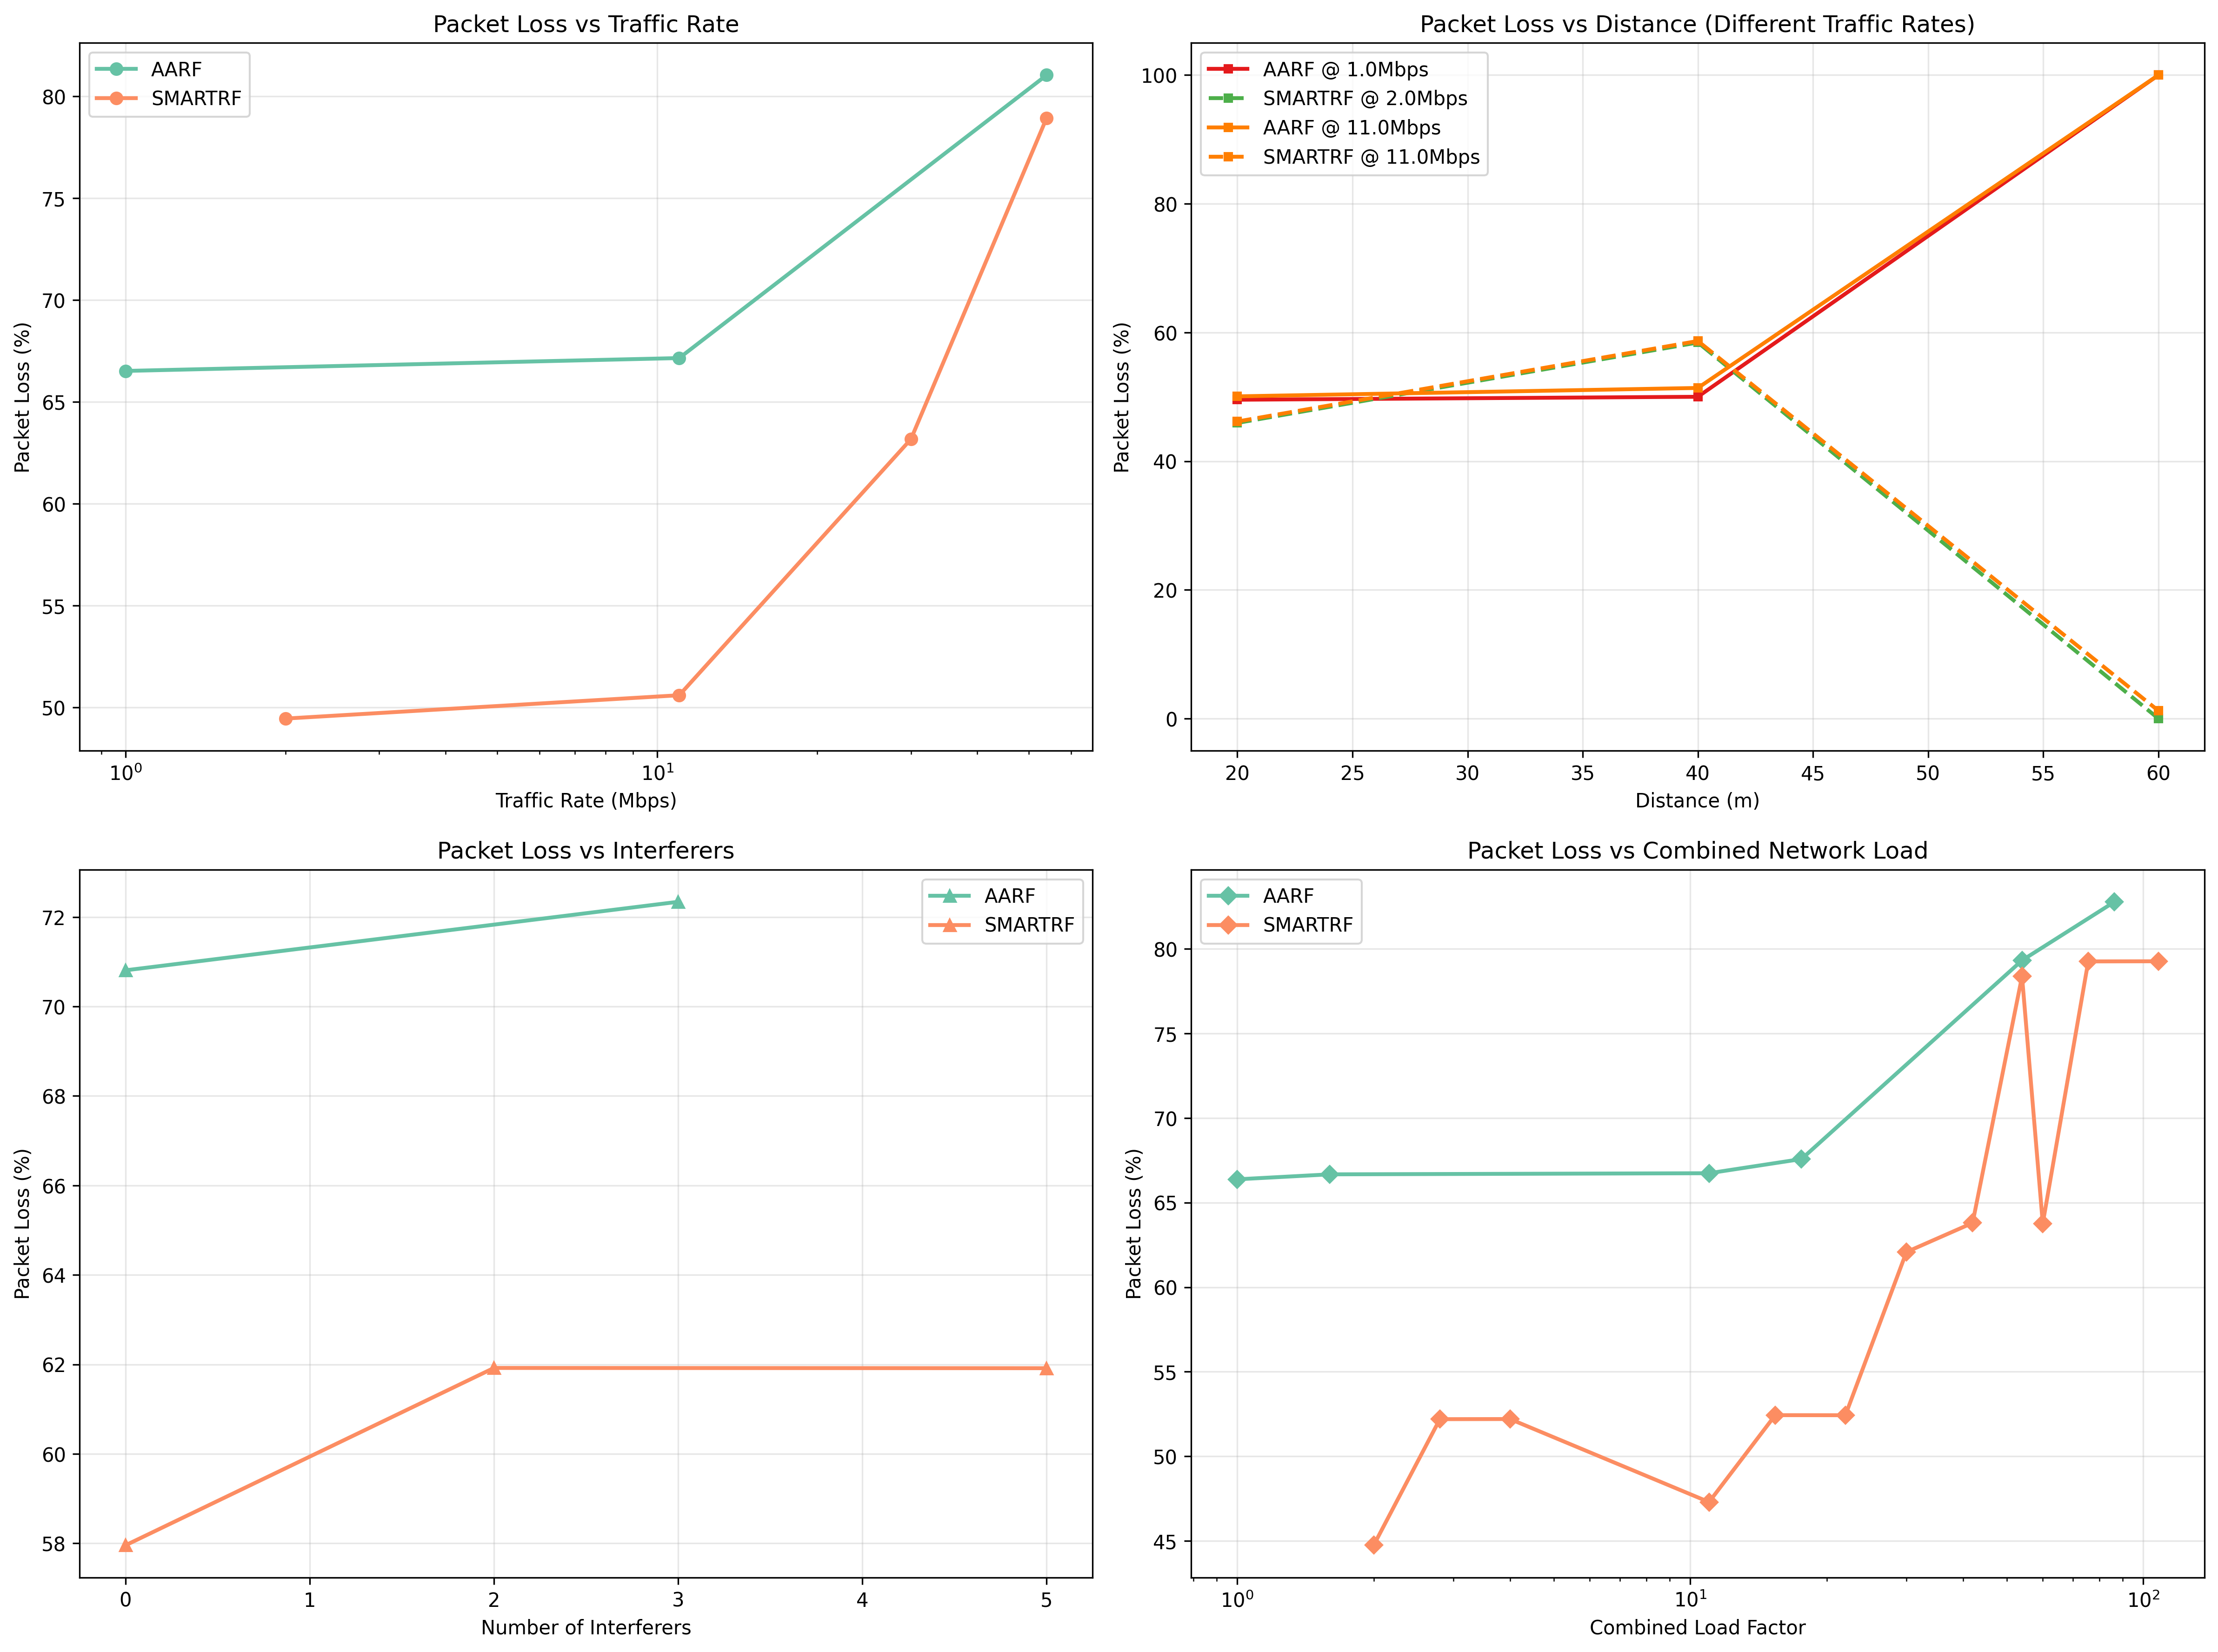 Packet Loss vs Traffic Rate
AARF
SMARTRF
80
75
70
65
60
55
50
Packet Loss (%)
10⁰
10¹
Traffic Rate (Mbps)
Packet Loss vs Distance (Different Traffic Rates)
AARF @ 1.0Mbps
SMARTRF @ 2.0Mbps
AARF @ 11.0Mbps
SMARTRF @ 11.0Mbps
100
80
60
40
20
0
Packet Loss (%)
20 25 30 35 40 45 50 55 60
Distance (m)
Packet Loss vs Interferers
AARF
SMARTRF
72
70
68
66
64
62
60
58
Packet Loss (%)
0 1 2 3 4 5
Number of Interferers
Packet Loss vs Combined Network Load
AARF
SMARTRF
80
75
70
65
60
55
50
45
Packet Loss (%)
10⁰ 10¹ 10²
Combined Load Factor